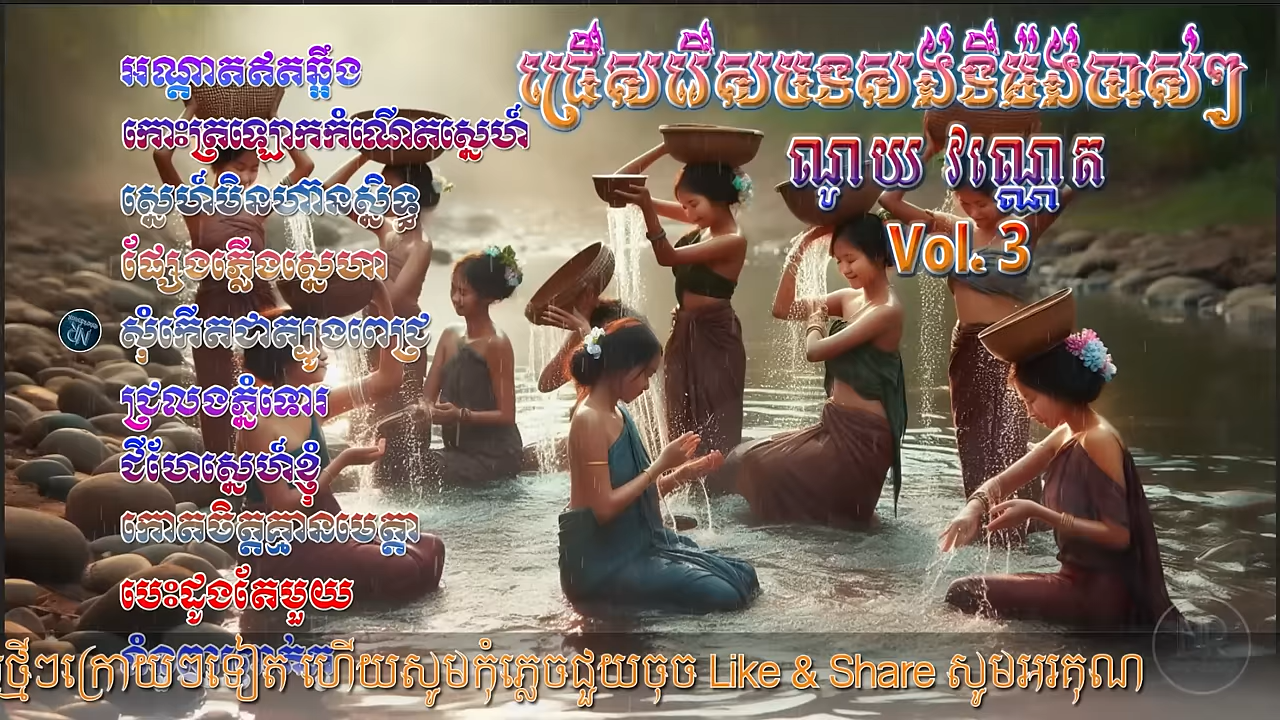 ជ្រើសរើសបទសង់ទីម៉ង់ចាស់ៗ
ណូយ វណ្ណេត
Vol. 3
អណ្តាតឥតឆ្អឹង
កោះត្រឡោកកំណើតស្នេហ៍
ស្នេហ៍មិនហ៊ានស្និទ្ធ
ផ្សែងភ្លើងស្នេហា
សុំកើតជាត្បូងពេជ្រ
ជ្រលងភ្នំទោរ
ជីហែស្នេហ៍ខ្ញុំ
កោតចិត្តគ្មានមេត្តា
បេះដូងតែមួយ
ថ្មីៗក្រោយៗទៀត ហើយសូមកុំភ្លេចជួយចុច Like & Share សូមអរគុណ